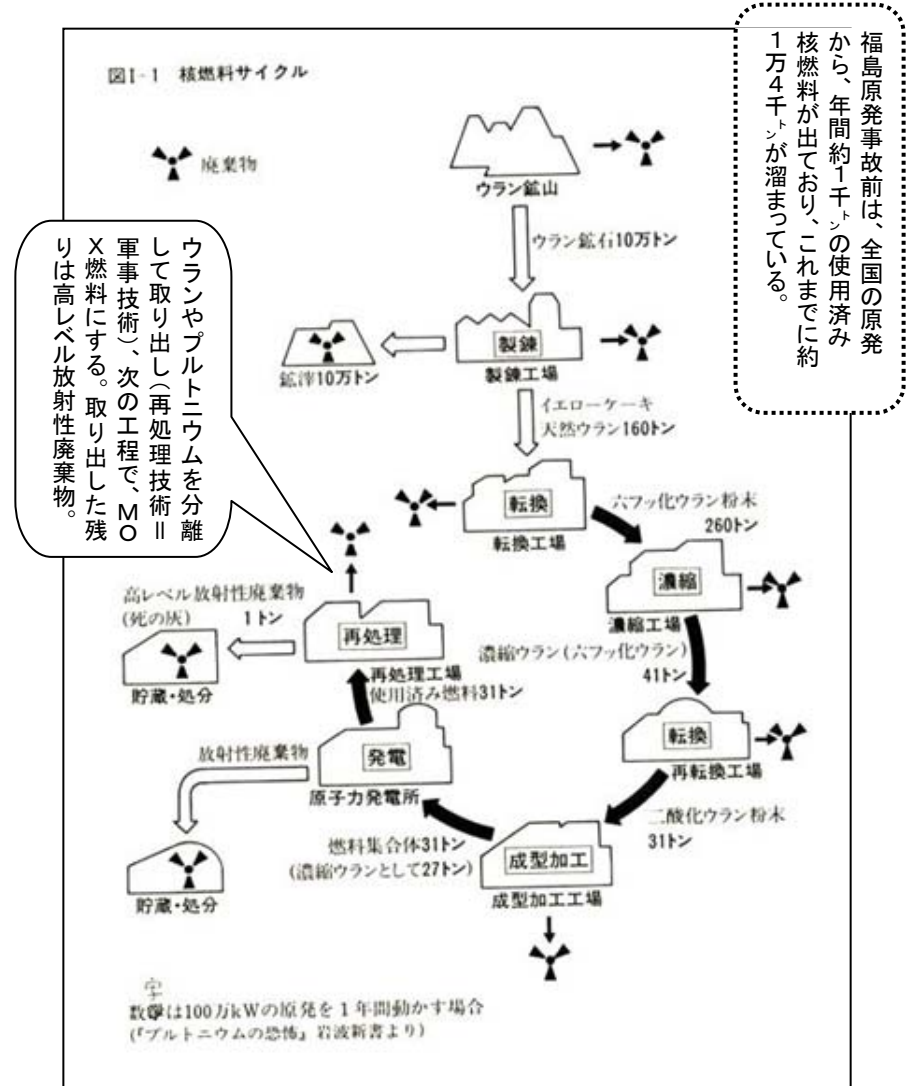 福島原発事故前は、全国の原発
から、年間約1千㌧の使用済み
核燃料が出ており、これまでに約
1万4千㌧が溜まっている。
図I-1 核燃料サイクル
廃棄物
ウラン鉱山
ウラン鉱石10万トン
製錬
製錬工場
鉱滓10万トン
イエローケーキ
天然ウラン160トン
転換
転換工場
六フッ化ウラン粉末
260トン
濃縮
濃縮工場
濃縮ウラン(六フッ化ウラン)
41トン
転換
再転換工場
二酸化ウラン粉末
31トン
成型加工
成型加工工場
燃料集合体31トン
(濃縮ウランとして27トン)
発電
原子力発電所
放射性廃棄物
貯蔵・処分
使用済み燃料31トン
再処理
再処理工場
高レベル放射性廃棄物
(死の灰) 1トン
貯蔵・処分
ウランやプルトニウムを分離
して取り出し(再処理技術=
軍事技術)、次の工程で、MO
X燃料にする。取り出した残
りは高レベル放射性廃棄物。
数字は100万kWの原発を1年間動かす場合
(『プルトニウムの恐怖』岩波新書より)